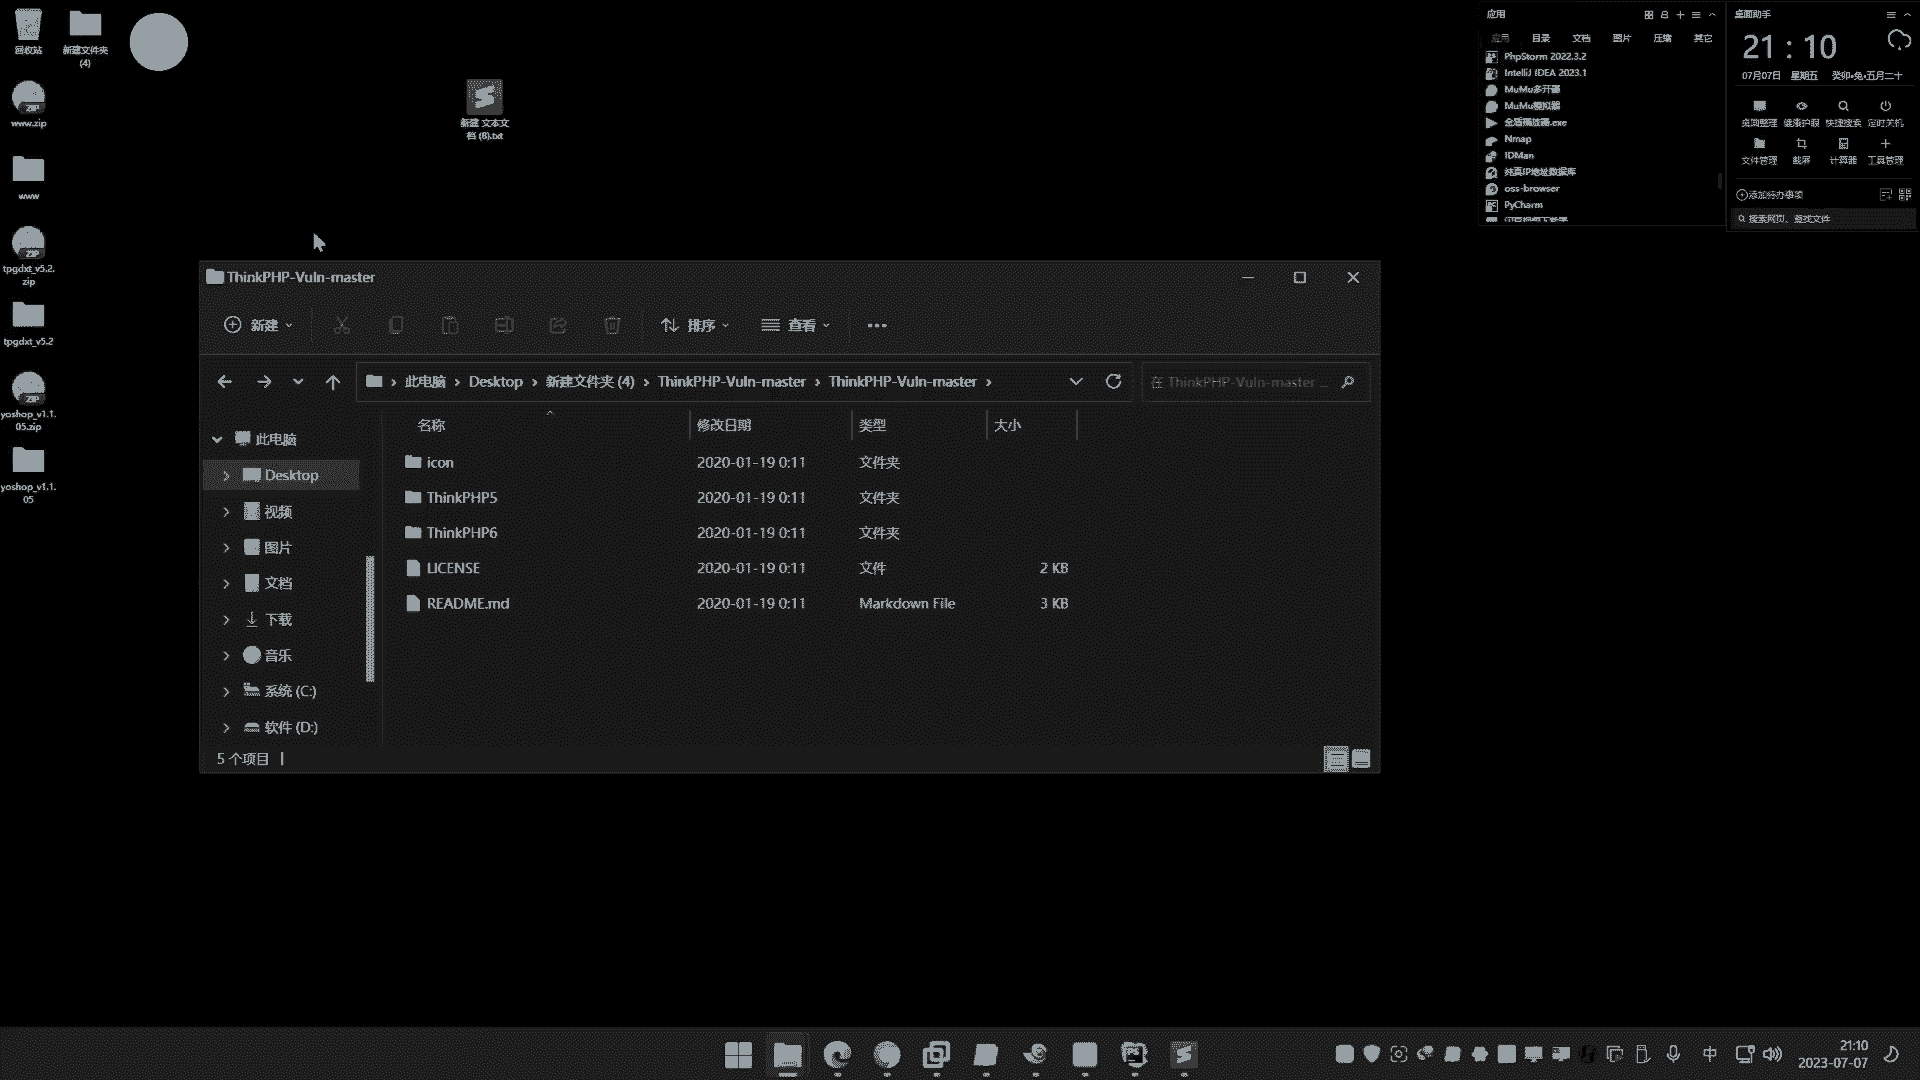 回收站
新建文件夹
(4)
www.zip
www
tpgdxt_v5.2.
zip
tpgdxt_v5.2
yoshop_v1.1.
05.zip
yoshop_v1.1.
05
新建 文本文
档 (8).txt
应用
应用 目录 文档 图片 压缩 其它
PhpStorm 2022.3.2
IntelliJ IDEA 2023.1
MuMu多开器
MuMu模拟器
全看播放器.exe
Nmap
IDMan
纯真IP地址数据库
oss-browser
PyCharm
桌面助手
21 : 10
07月07日 星期五 癸卯•兔•五月二十
桌面整理 健康护眼 快捷搜索 定时关机
文件管理 截屏 计算器 工具管理
添加待办事项
搜索网页、查找文件
ThinkPHP-Vuln-master
新建 排序 查看
此电脑 › Desktop › 新建文件夹 (4) › ThinkPHP-Vuln-master › ThinkPHP-Vuln-master ›
在 ThinkPHP-Vuln-master ...
名称 修改日期 类型 大小
此电脑
Desktop
视频
图片
文档
下载
音乐
系统 (C:)
软件 (D:)
icon 2020-01-19 0:11 文件夹
ThinkPHP5 2020-01-19 0:11 文件夹
ThinkPHP6 2020-01-19 0:11 文件夹
LICENSE 2020-01-19 0:11 文件 2 KB
README.md 2020-01-19 0:11 Markdown File 3 KB
5 个项目
中
21:10
2023-07-07